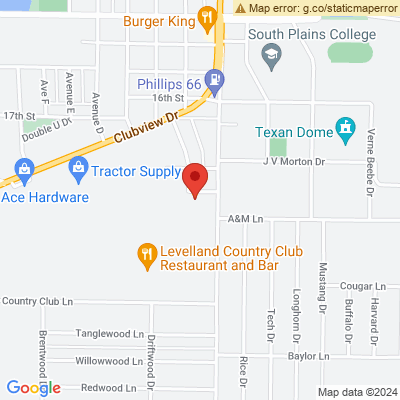 Map error: g.co/staticmaperror
Burger King
South Plains College
Phillips 66
16th St
17th St
Ave F
Avenue E
Avenue D
Double U Dr
Clubview Dr
Texan Dome
Verne Beebe Dr
J V Morton Dr
Tractor Supply
Ace Hardware
A&M Ln
Levelland Country Club
Restaurant and Bar
Country Club Ln
Cougar Ln
Mustang Dr
Longhorn Dr
Tech Dr
Rice Dr
Buffalo Dr
Harvard Dr
Tanglewood Ln
Brentwood Ln
Driftwood Dr
Willowwood Ln
Baylor Ln
Redwood Ln
Google
Map data ©2024